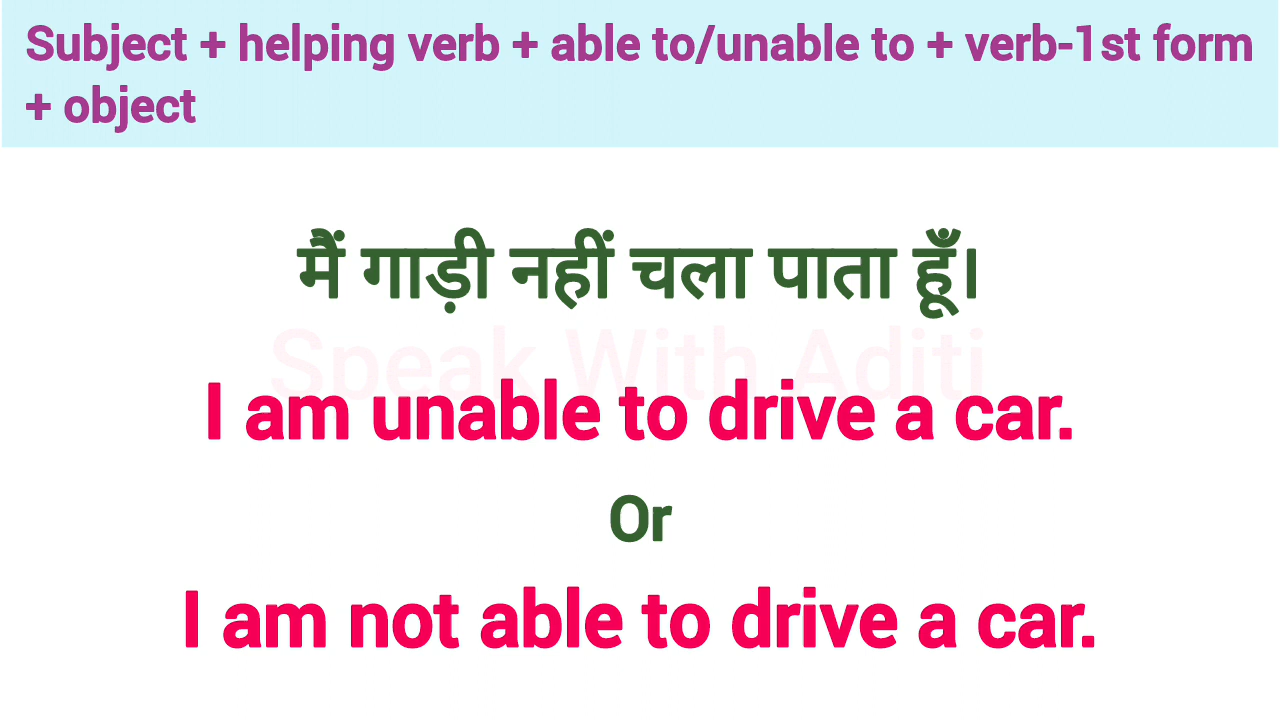 Subject + helping verb + able to/unable to + verb-1st form
+ object
मैं गाड़ी नहीं चला पाता हूँ।
Speak With Aditi
I am unable to drive a car.
Or
I am not able to drive a car.